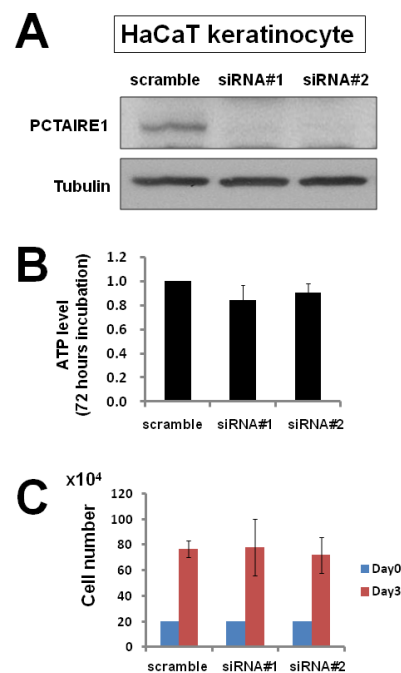 A
HaCaT keratinocyte
scramble siRNA#1 siRNA#2
PCTAIRE1
Tubulin
B
ATP level
(72 hours incubation)
1.2
1.0
0.8
0.6
0.4
0.2
0.0
scramble siRNA#1 siRNA#2
C
x10⁴
Cell number
120
100
80
60
40
20
0
Day0
Day3
scramble siRNA#1 siRNA#2